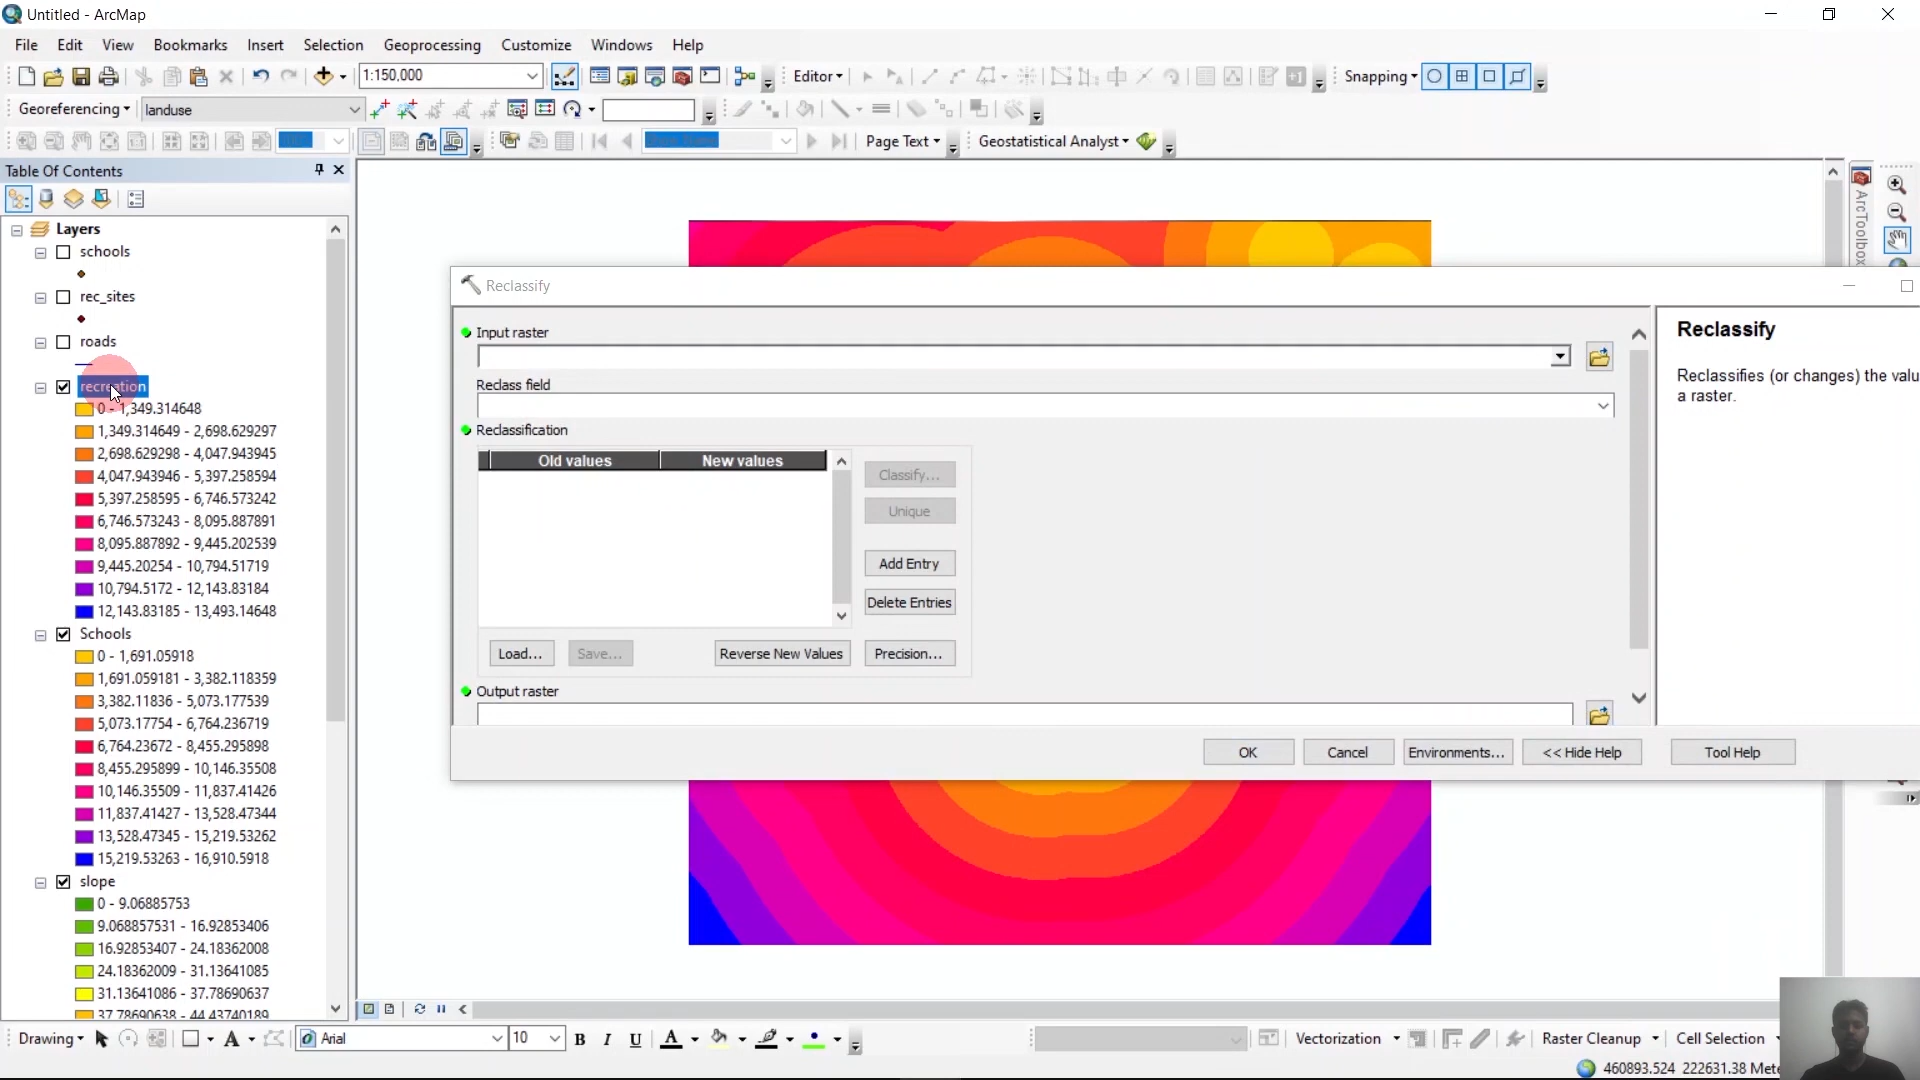 Untitled - ArcMap
File Edit View Bookmarks Insert Selection Geoprocessing Customize Windows Help
1:150,000 Editor Snapping
Georeferencing landuse
Page Text Geostatistical Analyst
Table Of Contents
Layers
schools
rec_sites
roads
recreation
0 - 1,349.314648
1,349.314649 - 2,698.629297
2,698.629298 - 4,047.943945
4,047.943946 - 5,397.258594
5,397.258595 - 6,746.573242
6,746.573243 - 8,095.887891
8,095.887892 - 9,445.202539
9,445.20254 - 10,794.51719
10,794.5172 - 12,143.83184
12,143.83185 - 13,493.14648
Schools
0 - 1,691.05918
1,691.059181 - 3,382.118359
3,382.11836 - 5,073.177539
5,073.17754 - 6,764.236719
6,764.23672 - 8,455.295898
8,455.295899 - 10,146.35508
10,146.35509 - 11,837.41426
11,837.41427 - 13,528.47344
13,528.47345 - 15,219.53262
15,219.53263 - 16,910.5918
slope
0 - 9.06885753
9.068857531 - 16.92853406
16.92853407 - 24.18362008
24.18362009 - 31.13641085
31.13641086 - 37.78690637
37.78690638 - 44.43740189
Reclassify
Input raster
Reclass field
Reclassification
Old values New values
Classify...
Unique
Add Entry
Delete Entries
Load... Save... Reverse New Values Precision...
Output raster
OK Cancel Environments... << Hide Help Tool Help
Reclassify
Reclassifies (or changes) the valu
a raster.
ArcToolbox
Drawing A Arial 10 B I U A Vectorization Raster Cleanup Cell Selection
460893.524 222631.38 Mete